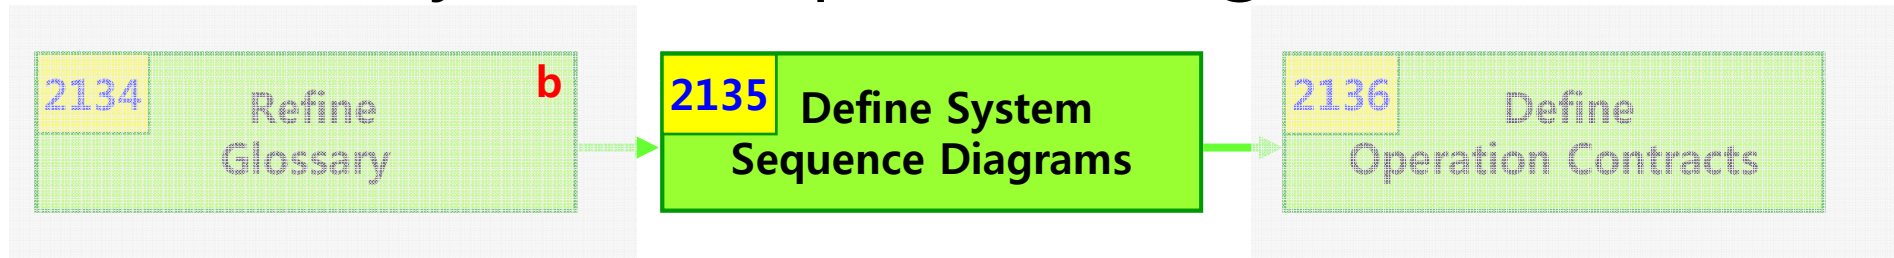 2134
b
Refine
Glossary
2135
Define System
Sequence Diagrams
2136
Define
Operation Contracts